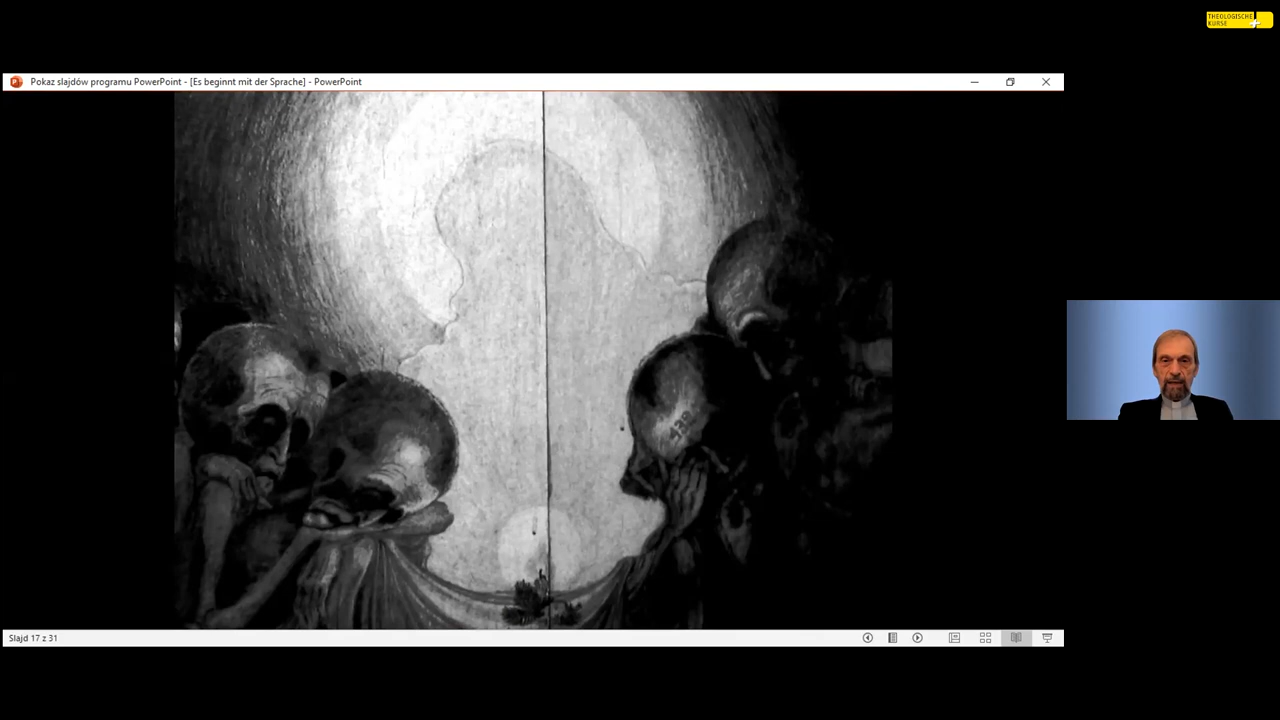 THEOLOGISCHE
KURSE
Pokaz slajdów programu PowerPoint - [Es beginnt mit der Sprache] - PowerPoint
Slajd 17 z 31